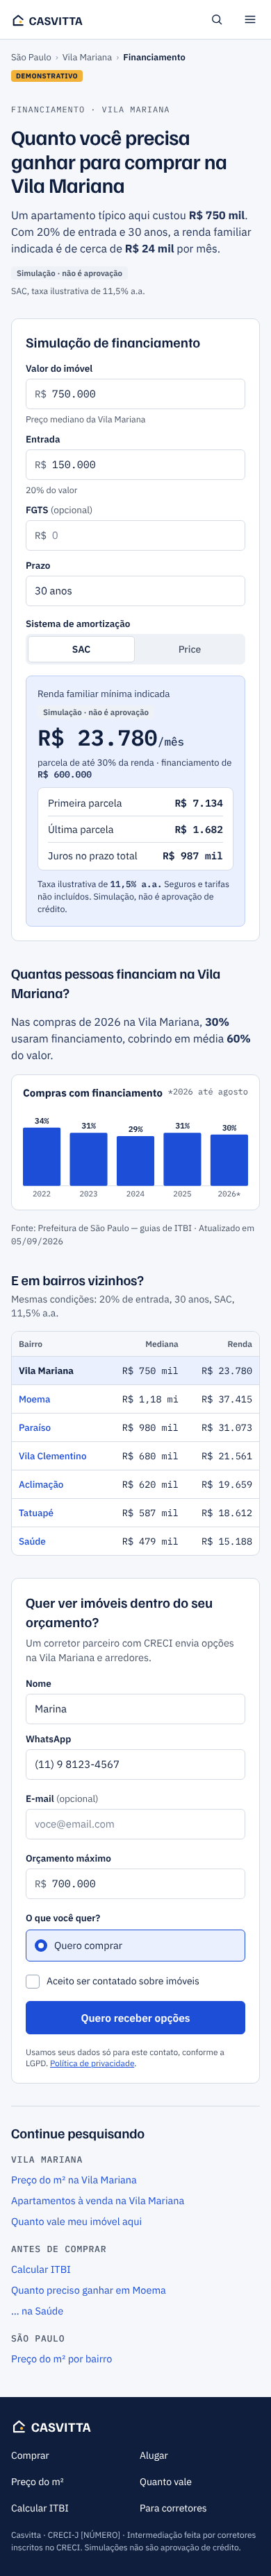 CASVITTA
São Paulo › Vila Mariana › Financiamento
DEMONSTRATIVO
FINANCIAMENTO · VILA MARIANA
Quanto você precisa
ganhar para comprar na
Vila Mariana
Um apartamento típico aqui custou R$ 750 mil.
Com 20% de entrada e 30 anos, a renda familiar
indicada é de cerca de R$ 24 mil por mês.
Simulação · não é aprovação
SAC, taxa ilustrativa de 11,5% a.a.
Simulação de financiamento
Valor do imóvel
R$ 750.000
Preço mediano da Vila Mariana
Entrada
R$ 150.000
20% do valor
FGTS (opcional)
R$ 0
Prazo
30 anos
Sistema de amortização
SAC Price
Renda familiar mínima indicada
Simulação · não é aprovação
R$ 23.780/mês
parcela de até 30% da renda · financiamento de
R$ 600.000
Primeira parcela R$ 7.134
Última parcela R$ 1.682
Juros no prazo total R$ 987 mil
Taxa ilustrativa de 11,5% a.a. Seguros e tarifas
não incluídos. Simulação, não é aprovação de
crédito.
Quantas pessoas financiam na Vila
Mariana?
Nas compras de 2026 na Vila Mariana, 30%
usaram financiamento, cobrindo em média 60%
do valor.
Compras com financiamento *2026 até agosto
34% 31% 29% 31% 30%
2022 2023 2024 2025 2026*
Fonte: Prefeitura de São Paulo — guias de ITBI · Atualizado em
05/09/2026
E em bairros vizinhos?
Mesmas condições: 20% de entrada, 30 anos, SAC,
11,5% a.a.
Bairro Mediana Renda
Vila Mariana R$ 750 mil R$ 23.780
Moema R$ 1,18 mi R$ 37.415
Paraíso R$ 980 mil R$ 31.073
Vila Clementino R$ 680 mil R$ 21.561
Aclimação R$ 620 mil R$ 19.659
Tatuapé R$ 587 mil R$ 18.612
Saúde R$ 479 mil R$ 15.188
Quer ver imóveis dentro do seu
orçamento?
Um corretor parceiro com CRECI envia opções
na Vila Mariana e arredores.
Nome
Marina
WhatsApp
(11) 9 8123-4567
E-mail (opcional)
voce@email.com
Orçamento máximo
R$ 700.000
O que você quer?
Quero comprar
Aceito ser contatado sobre imóveis
Quero receber opções
Usamos seus dados só para este contato, conforme a
LGPD. Política de privacidade.
Continue pesquisando
VILA MARIANA
Preço do m² na Vila Mariana
Apartamentos à venda na Vila Mariana
Quanto vale meu imóvel aqui
ANTES DE COMPRAR
Calcular ITBI
Quanto preciso ganhar em Moema
... na Saúde
SÃO PAULO
Preço do m² por bairro
CASVITTA
Comprar Alugar
Preço do m² Quanto vale
Calcular ITBI Para corretores
Casvitta · CRECI-J [NÚMERO] · Intermediação feita por corretores
inscritos no CRECI. Simulações não são aprovação de crédito.